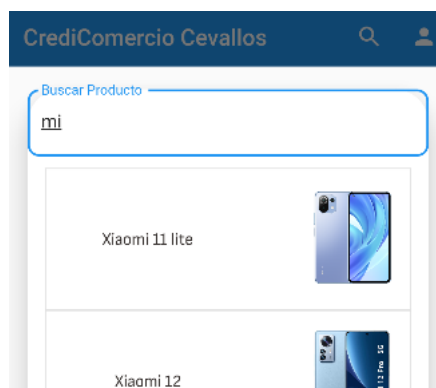 CrediComercio Cevallos
Buscar Producto
mi
Xiaomi 11 lite
Xiaomi 12